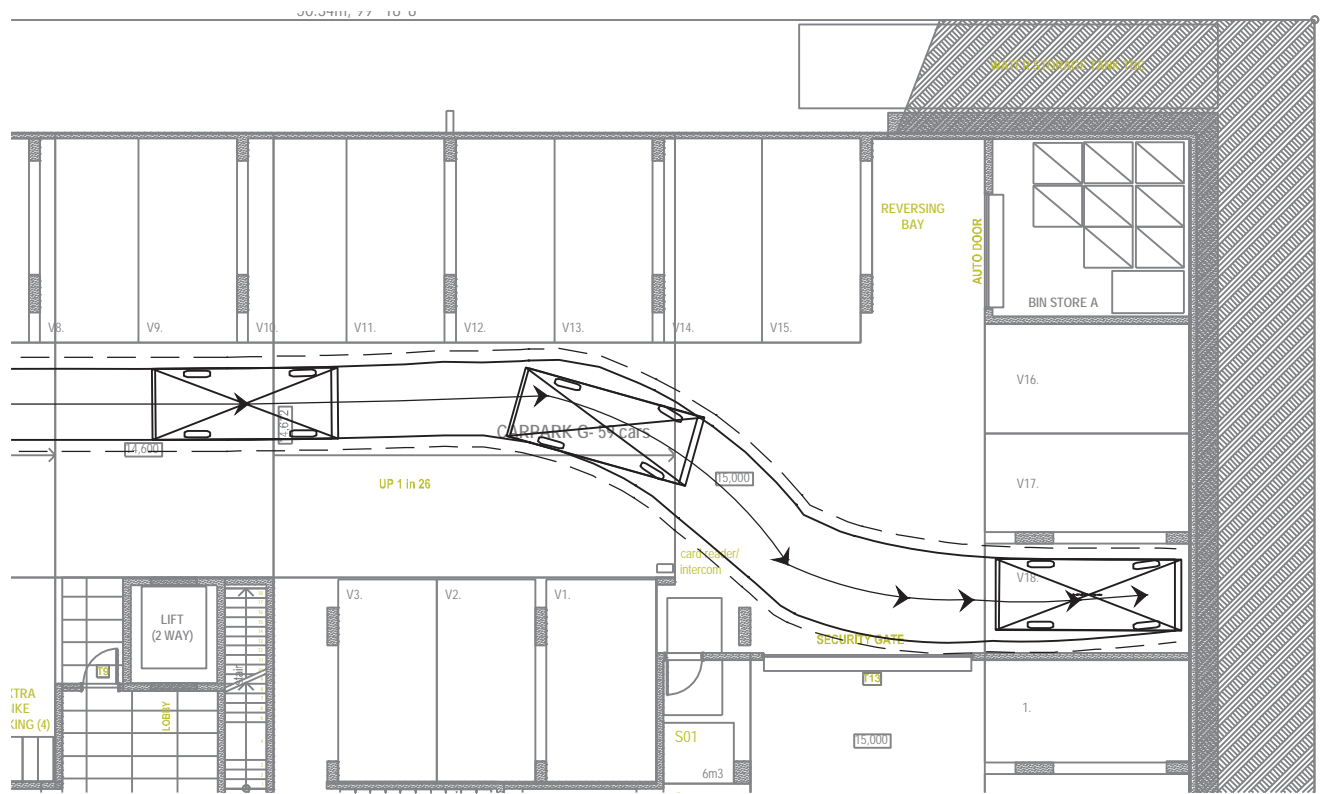 REVERSING
BAY
AUTO DOOR
BIN STORE A
V8.
V9.
V10.
V11.
V12.
V13.
V14.
V15.
V16.
CARPARK G- 59 cars
14,600
15,000
UP 1 in 26
V17.
card reader/
intercom
V18.
V3.
V2.
V1.
LIFT
(2 WAY)
SECURITY GATE
T9
T13
LOBBY
KING (4)
1.
S01
15,000
6m3